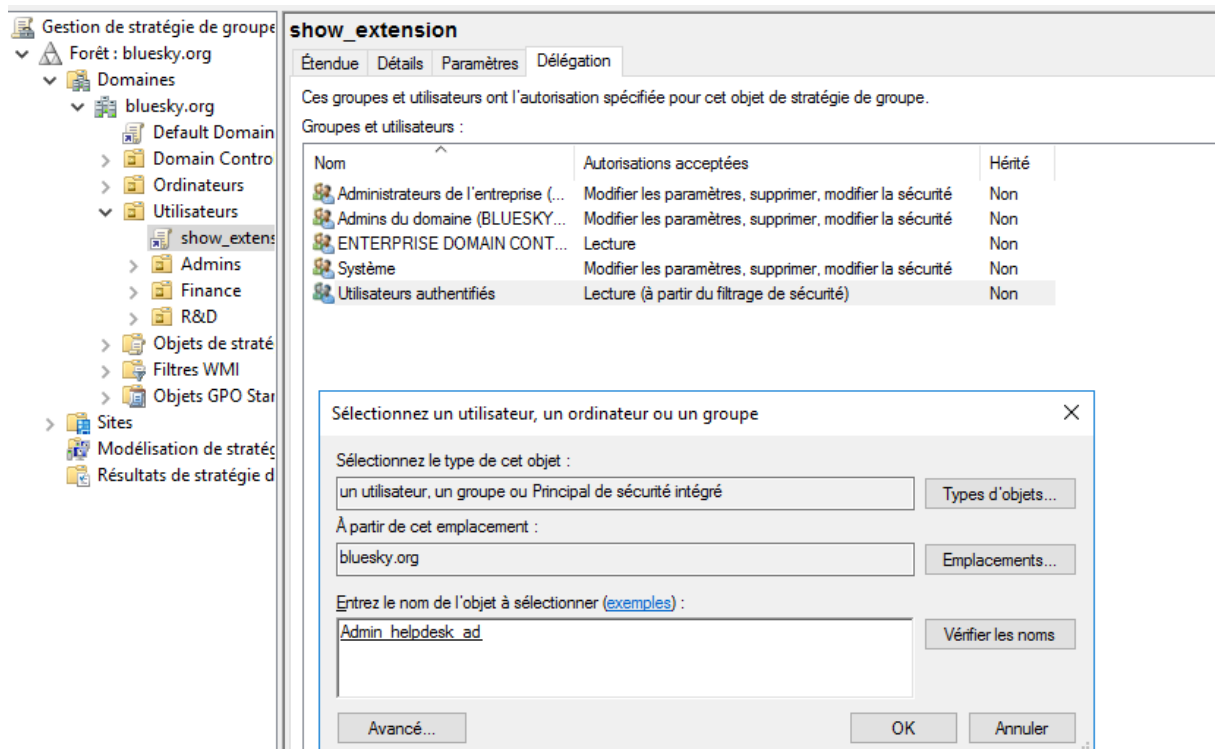 Gestion de stratégie de groupe
Forêt : bluesky.org
Domaines
bluesky.org
Default Domain
Domain Contro
Ordinateurs
Utilisateurs
show_extens
Admins
Finance
R&D
Objets de straté
Filtres WMI
Objets GPO Star
Sites
Modélisation de stratég
Résultats de stratégie d
show_extension
Étendue Détails Paramètres Délégation
Ces groupes et utilisateurs ont l'autorisation spécifiée pour cet objet de stratégie de groupe.
Groupes et utilisateurs :
Nom Autorisations acceptées Hérité
Administrateurs de l'entreprise (... Modifier les paramètres, supprimer, modifier la sécurité Non
Admins du domaine (BLUESKY... Modifier les paramètres, supprimer, modifier la sécurité Non
ENTERPRISE DOMAIN CONT... Lecture Non
Système Modifier les paramètres, supprimer, modifier la sécurité Non
Utilisateurs authentifiés Lecture (à partir du filtrage de sécurité) Non
Sélectionnez un utilisateur, un ordinateur ou un groupe
Sélectionnez le type de cet objet :
un utilisateur, un groupe ou Principal de sécurité intégré Types d'objets...
À partir de cet emplacement :
bluesky.org Emplacements...
Entrez le nom de l'objet à sélectionner (exemples) :
Admin_helpdesk_ad Vérifier les noms
Avancé... OK Annuler